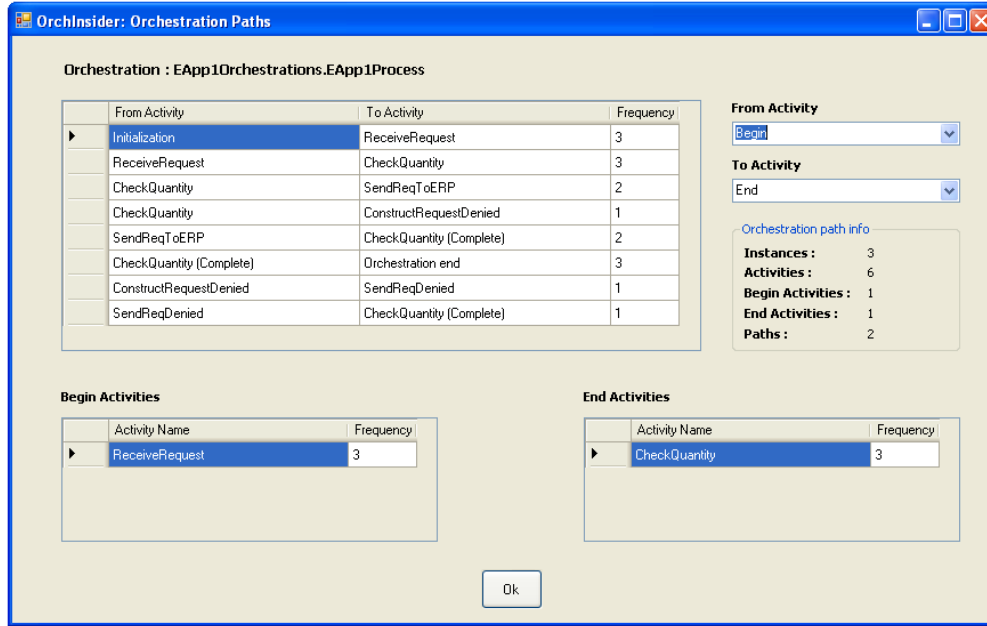 OrchInsider: Orchestration Paths
Orchestration : EApp1Orchestrations.EApp1Process
From Activity To Activity Frequency
Initialization ReceiveRequest 3
ReceiveRequest CheckQuantity 3
CheckQuantity SendReqToERP 2
CheckQuantity ConstructRequestDenied 1
SendReqToERP CheckQuantity (Complete) 2
CheckQuantity (Complete) Orchestration end 3
ConstructRequestDenied SendReqDenied 1
SendReqDenied CheckQuantity (Complete) 1
From Activity
Begin
To Activity
End
Orchestration path info
Instances : 3
Activities : 6
Begin Activities : 1
End Activities : 1
Paths : 2
Begin Activities
Activity Name Frequency
ReceiveRequest 3
End Activities
Activity Name Frequency
CheckQuantity 3
Ok